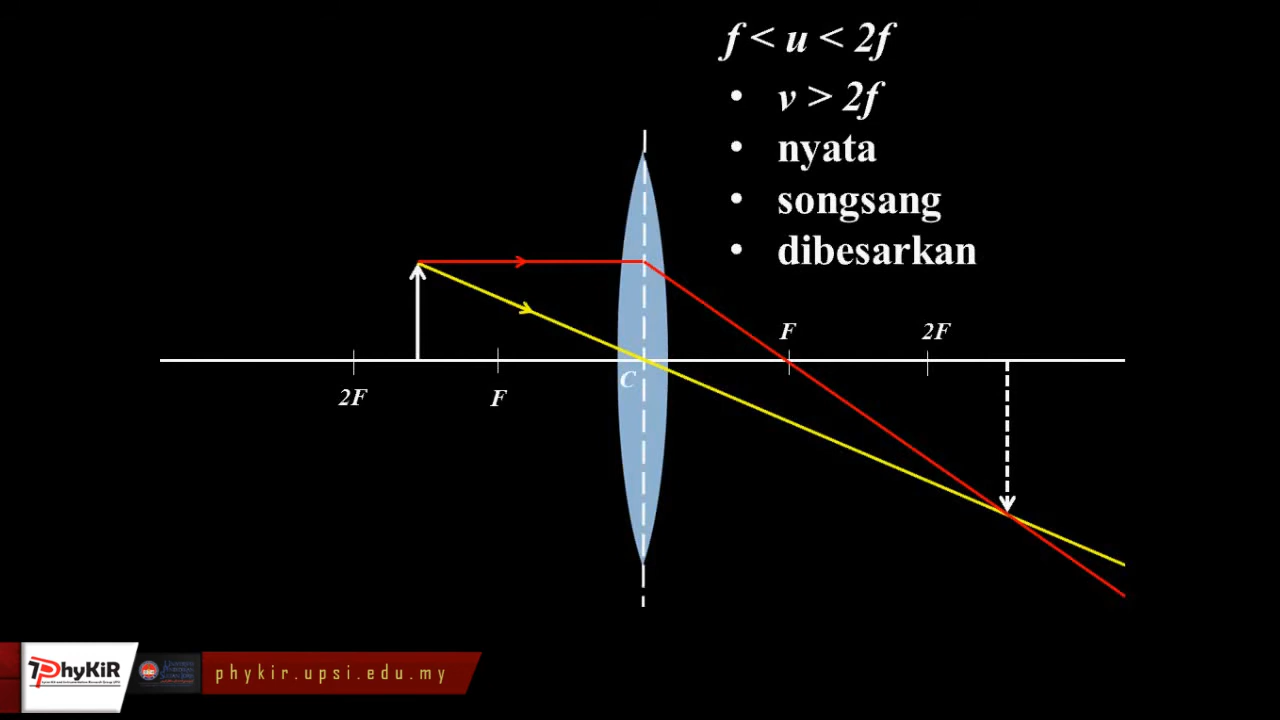 f < u < 2f
• v > 2f
• nyata
• songsang
• dibesarkan
F
2F
C
2F
F
PhyKiR
phykir.upsi.edu.my